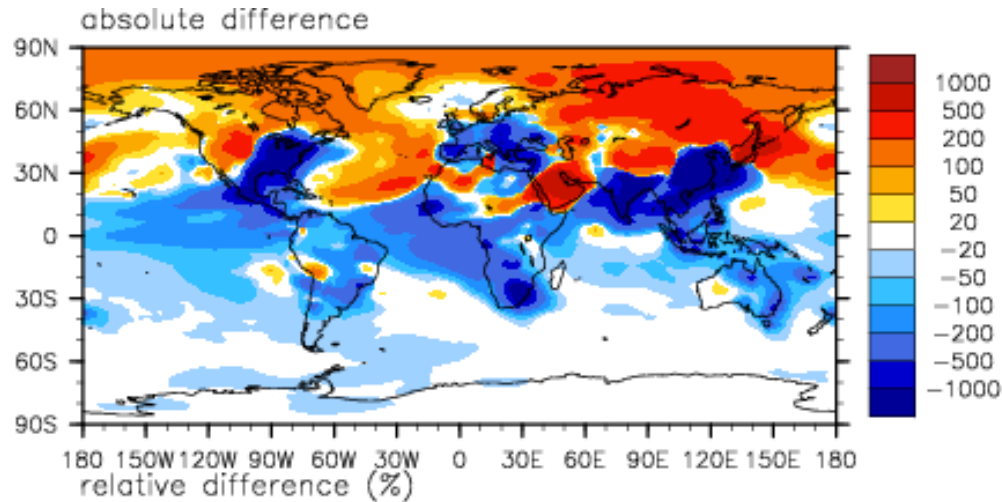 absolute difference
90N
60N
30N
0
30S
60S
90S
180 150W 120W 90W 60W 30W 0 30E 60E 90E 120E 150E 180
1000
500
200
100
50
20
-20
-50
-100
-200
-500
-1000
relative difference (%)